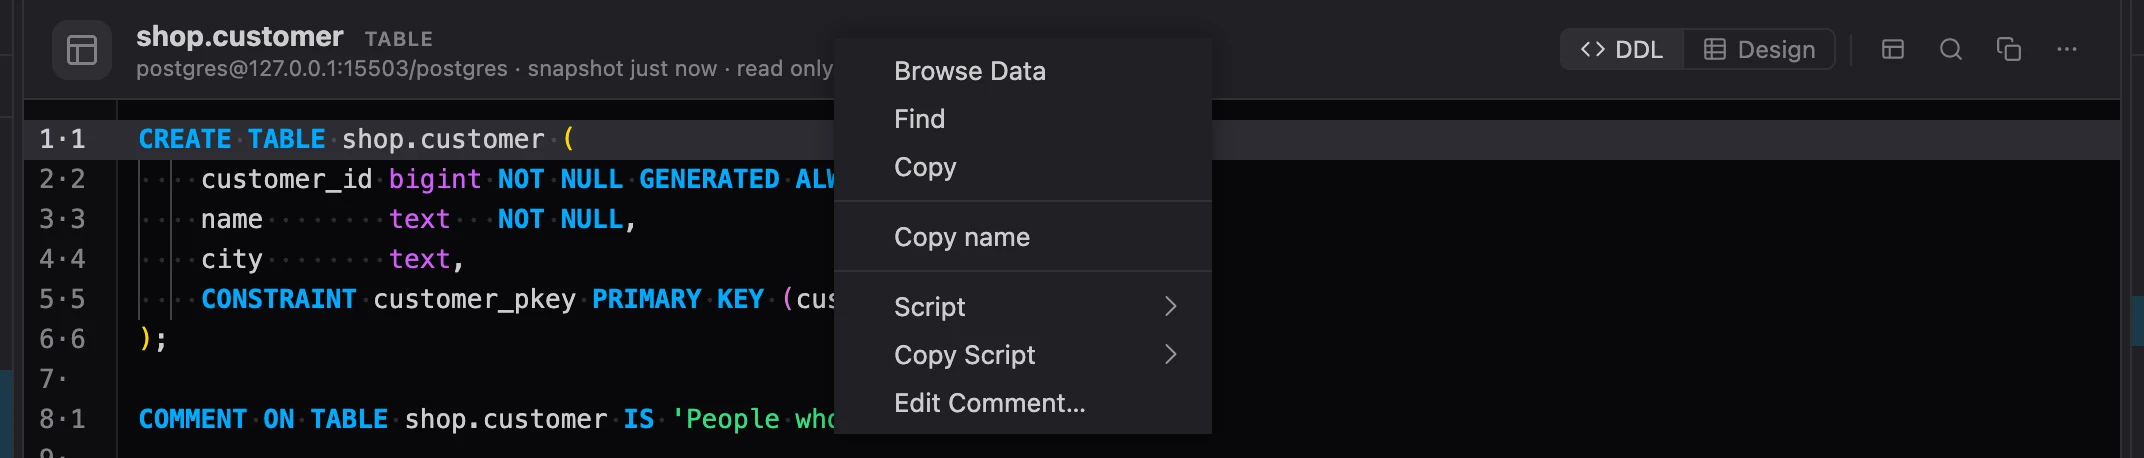 shop.customer TABLE
postgres@127.0.0.1:15503/postgres · snapshot just now · read only
<> DDL
Design
Browse Data
Find
Copy
Copy name
Script
Copy Script
Edit Comment...
1·1 CREATE TABLE shop.customer (
2·2 customer_id bigint NOT NULL GENERATED
3·3 name text NOT NULL,
4·4 city text,
5·5 CONSTRAINT customer_pkey PRIMARY KEY (
6·6 );
7·
8·1 COMMENT ON TABLE shop.customer IS 'People